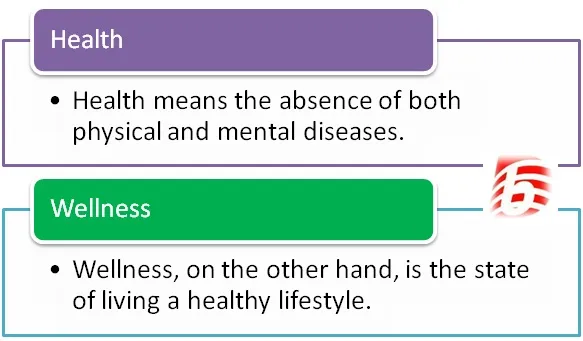 Health
• Health means the absence of both
physical and mental diseases.
Wellness
• Wellness, on the other hand, is the state
of living a healthy lifestyle.